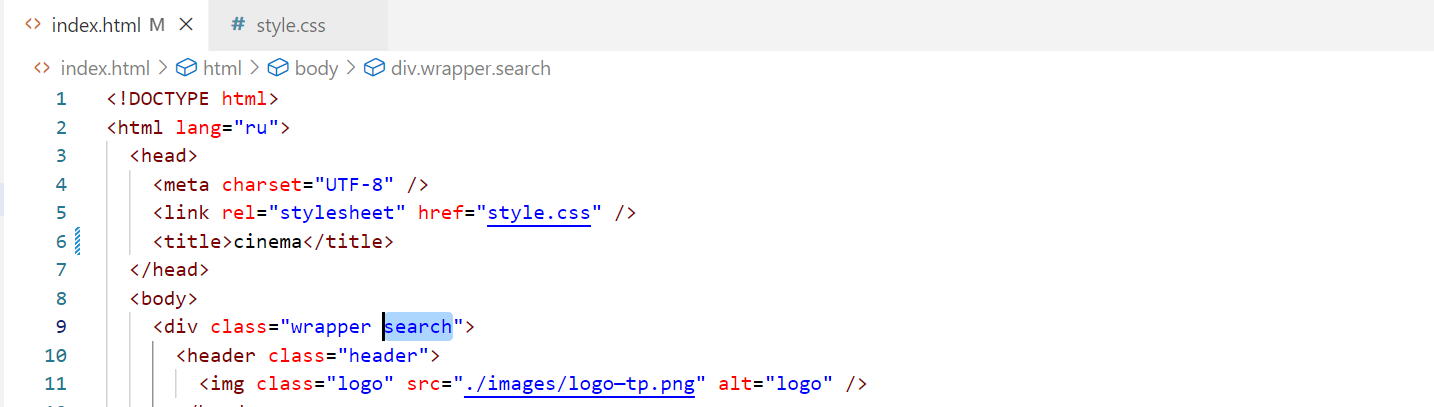 <> index.html M × # style.css
<> index.html > html > body > div.wrapper.search
1 <!DOCTYPE html>
2 <html lang="ru">
3 <head>
4 <meta charset="UTF-8" />
5 <link rel="stylesheet" href="style.css" />
6 <title>cinema</title>
7 </head>
8 <body>
9 <div class="wrapper search">
10 <header class="header">
11 <img class="logo" src="./images/logo—tp.png" alt="logo" />